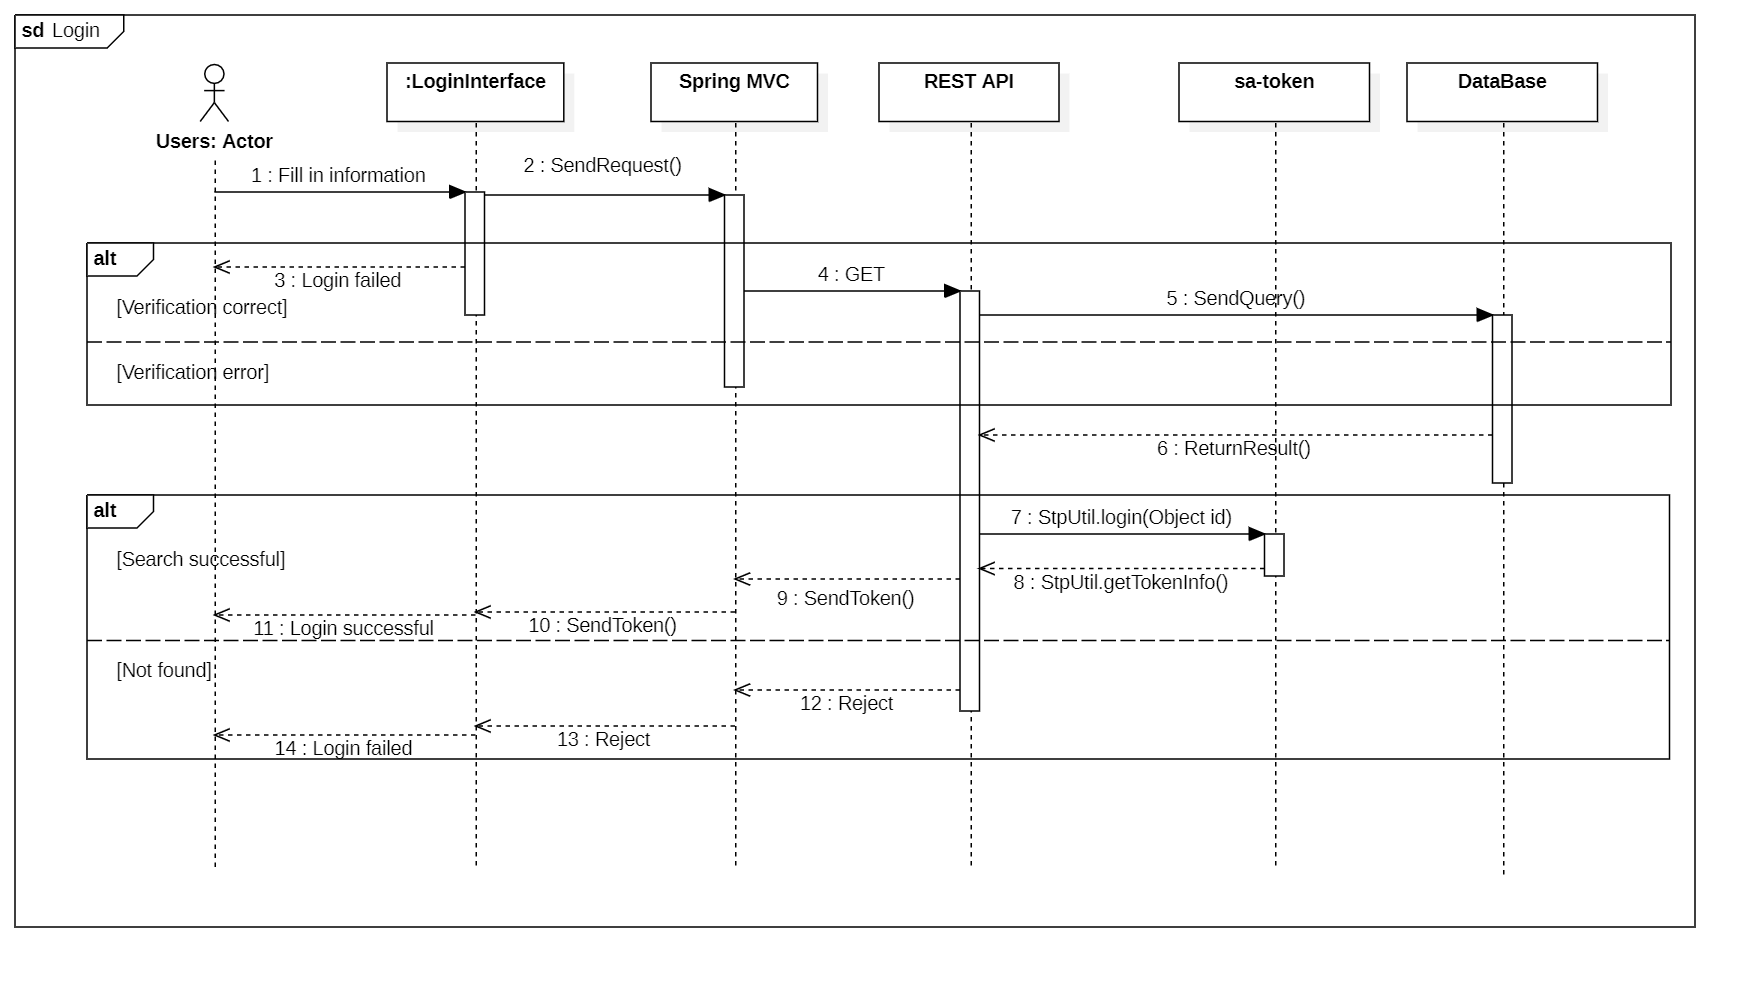 sd Login
:LoginInterface
Spring MVC
REST API
sa-token
DataBase
Users: Actor
1 : Fill in information
2 : SendRequest()
alt
3 : Login failed
4 : GET
[Verification correct]
5 : SendQuery()
[Verification error]
6 : ReturnResult()
alt
7 : StpUtil.login(Object id)
[Search successful]
8 : StpUtil.getTokenInfo()
9 : SendToken()
10 : SendToken()
11 : Login successful
[Not found]
12 : Reject
13 : Reject
14 : Login failed